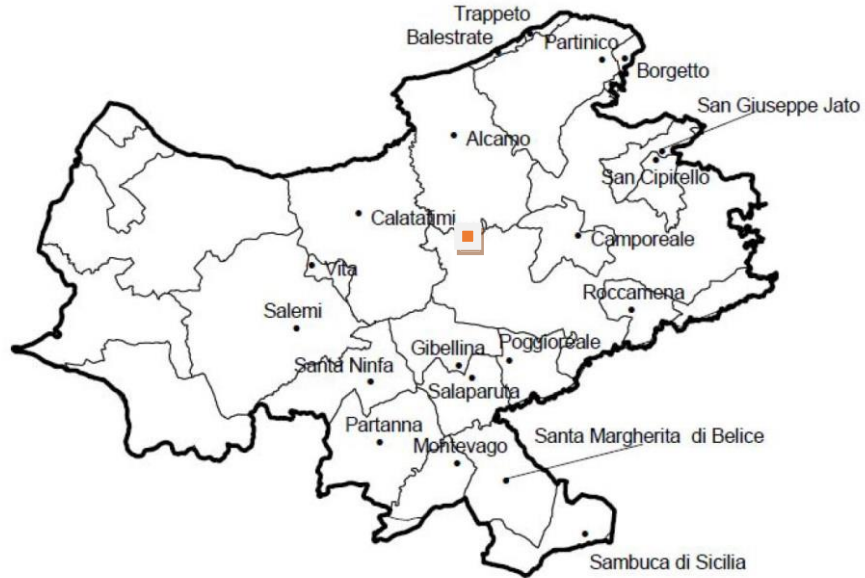 Trappeto
Balestrate
Partinico
Borgetto
San Giuseppe Jato
Alcamo
San Cipirello
Calatafimi
Camporeale
Vita
Roccamena
Salemi
Gibellina
Poggioreale
Santa Ninfa
Salaparuta
Partanna
Montevago
Santa Margherita di Belice
Sambuca di Sicilia